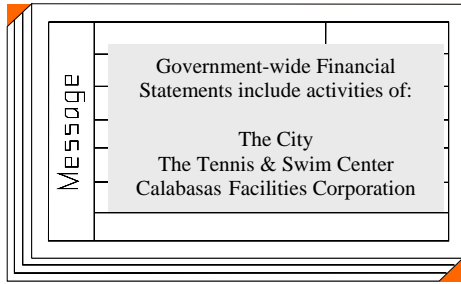 Message
Government-wide Financial
Statements include activities of:
The City
The Tennis & Swim Center
Calabasas Facilities Corporation